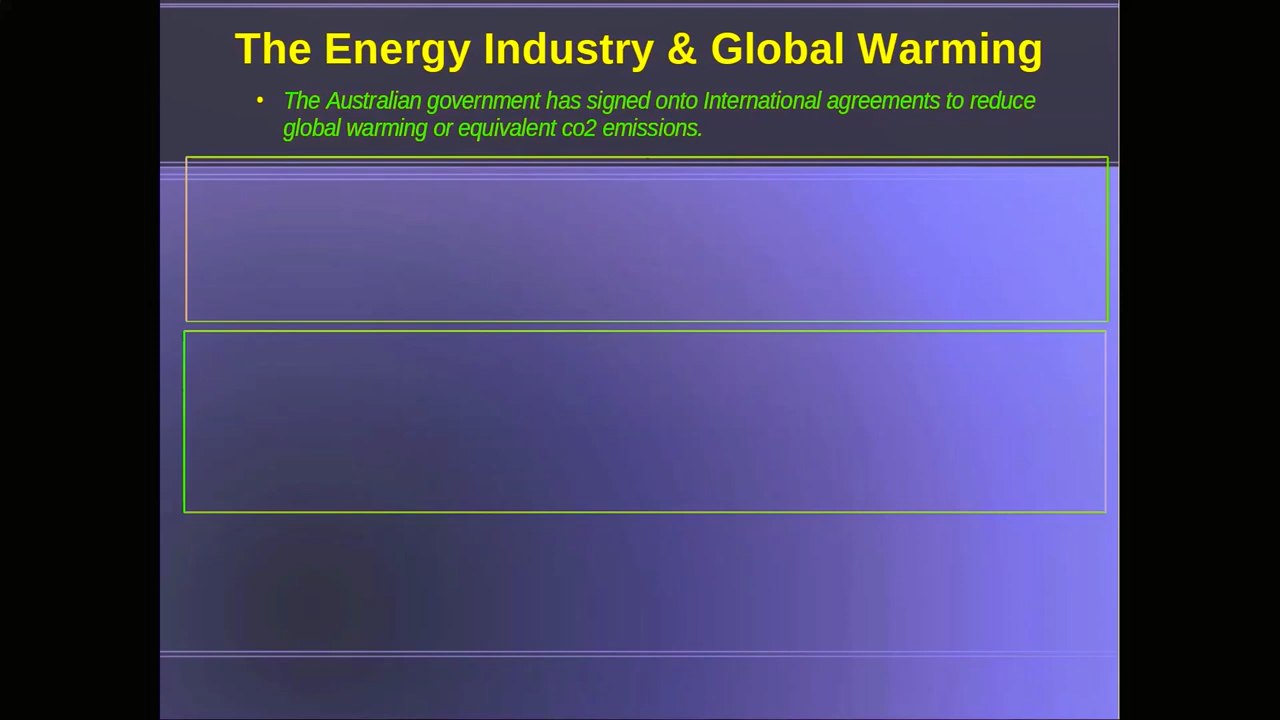 The Energy Industry & Global Warming
• The Australian government has signed onto International agreements to reduce
global warming or equivalent co2 emissions.